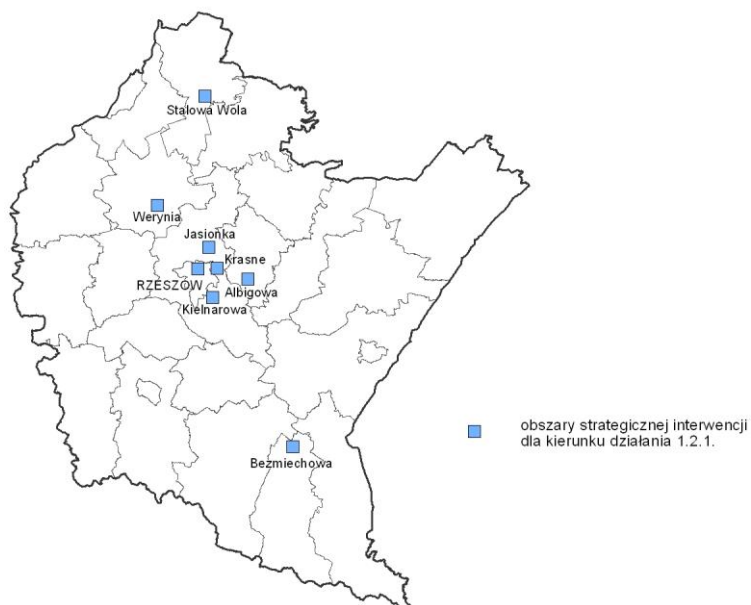 Stalowa Wola
Werynia
Jasionka
Krasne
RZESZÓW
Albigowa
Kielnarowa
Bezmiechowa
obszary strategicznej interwencji
dla kierunku działania 1.2.1.